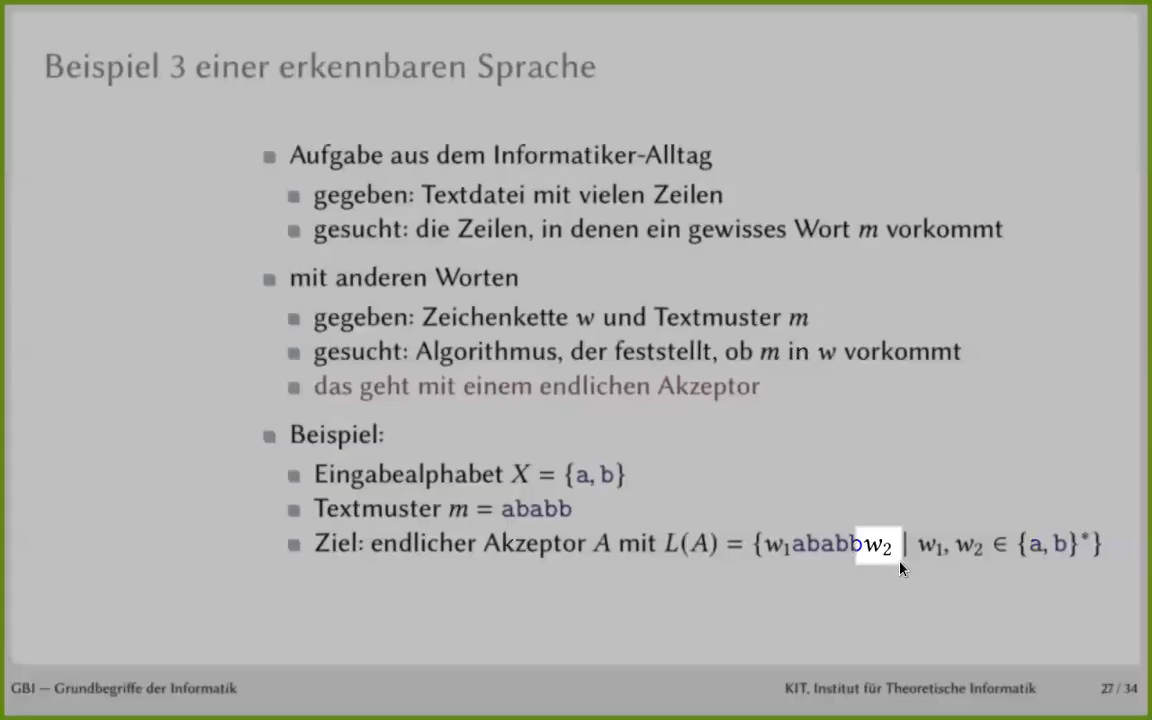 Beispiel 3 einer erkennbaren Sprache
Aufgabe aus dem Informatiker-Alltag
gegeben: Textdatei mit vielen Zeilen
gesucht: die Zeilen, in denen ein gewisses Wort m vorkommt
mit anderen Worten
gegeben: Zeichenkette w und Textmuster m
gesucht: Algorithmus, der feststellt, ob m in w vorkommt
das geht mit einem endlichen Akzeptor
Beispiel:
Eingabealphabet X = {a, b}
Textmuster m = ababb
Ziel: endlicher Akzeptor A mit L(A) = {w₁ababbw₂ | w₁, w₂ ∈ {a, b}*}
GBI — Grundbegriffe der Informatik KIT, Institut für Theoretische Informatik 27 / 34